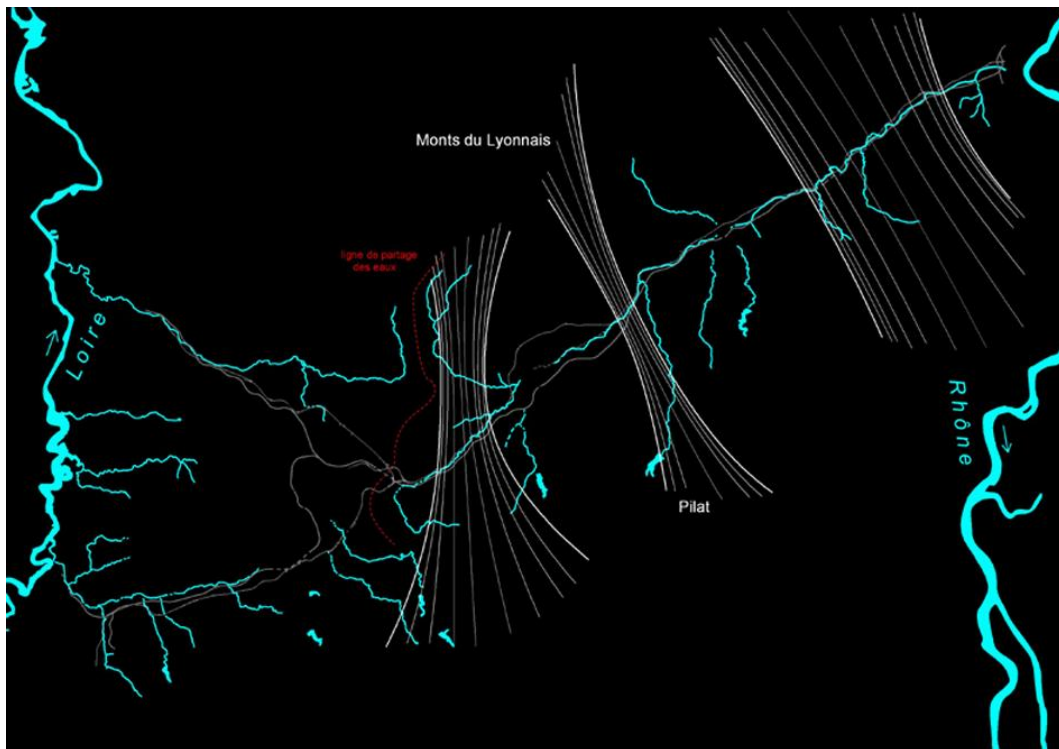 Monts du Lyonnais
ligne de partage
des eaux
Loire
Rhône
Pilat